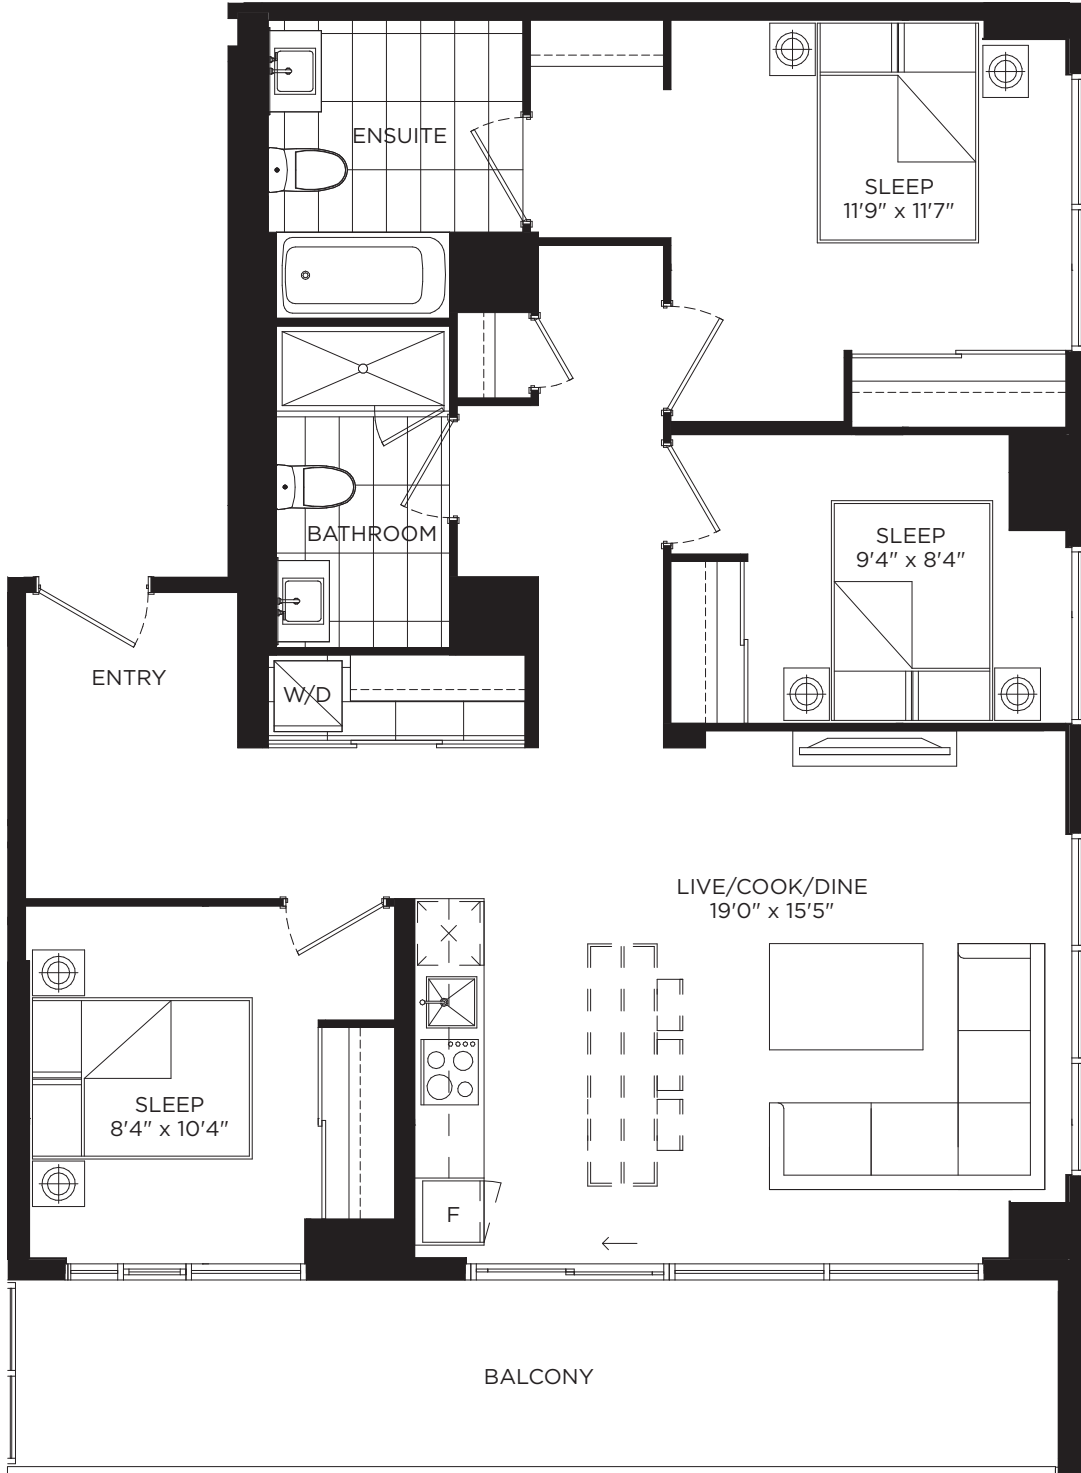 ENSUITE
SLEEP
11'9" x 11'7"
BATHROOM
SLEEP
9'4" x 8'4"
ENTRY
W/D
LIVE/COOK/DINE
19'0" x 15'5"
SLEEP
8'4" x 10'4"
F
BALCONY